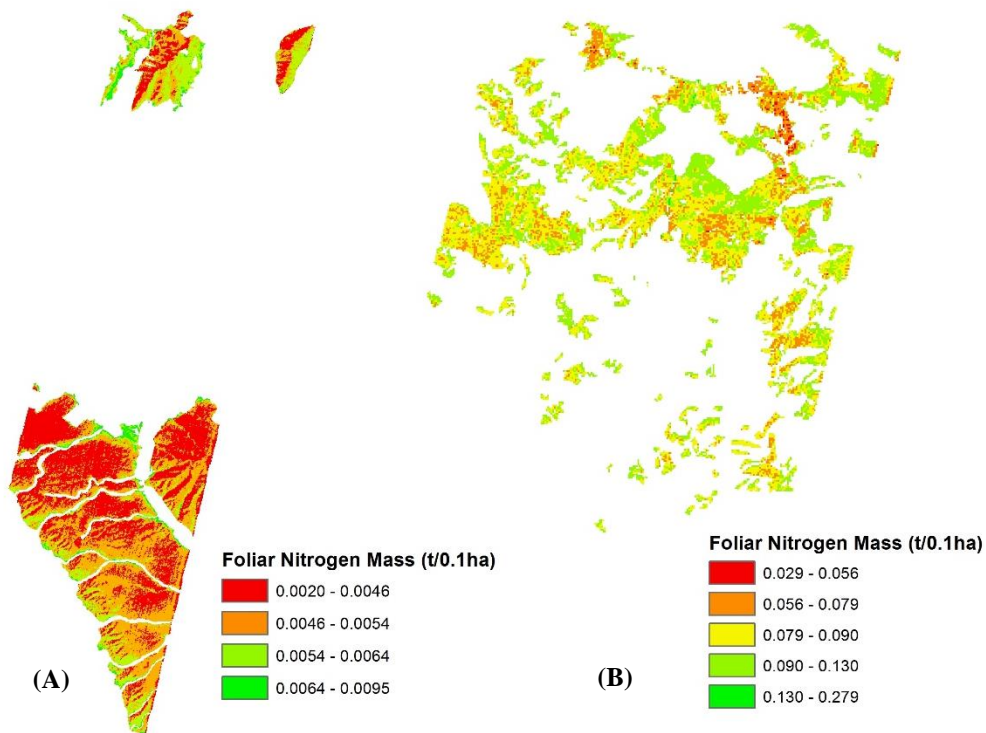 Foliar Nitrogen Mass (t/0.1ha)
0.0020 - 0.0046
0.0046 - 0.0054
0.0054 - 0.0064
0.0064 - 0.0095
(A)
Foliar Nitrogen Mass (t/0.1ha)
0.029 - 0.056
0.056 - 0.079
0.079 - 0.090
0.090 - 0.130
0.130 - 0.279
(B)